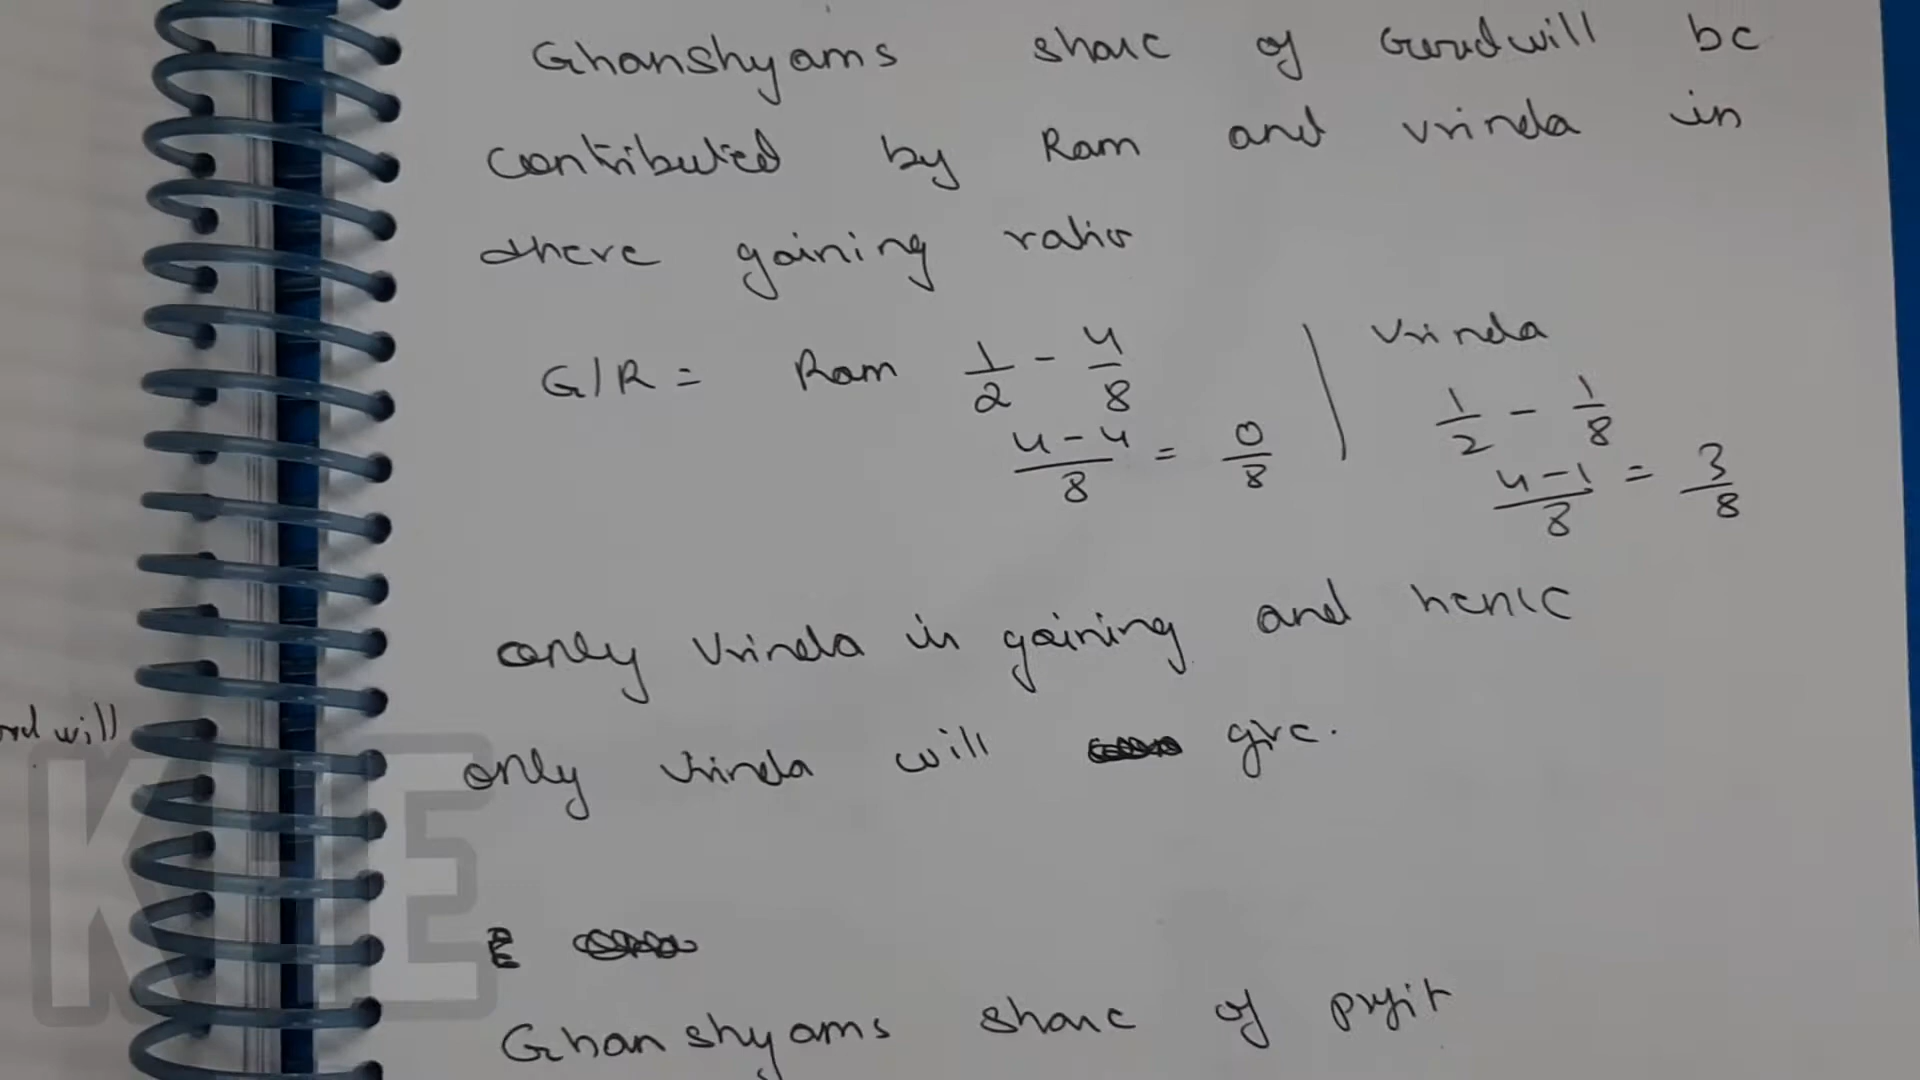 Ghanshyams share of Goodwill be
contributed by Ram and Vrinda in
there gaining ratio
G/R = Ram 1/2 - 4/8 | Vrinda 1/2 - 1/8
4-4/8 = 0/8 4-1/8 = 3/8
only Vrinda is gaining and hence
only Vrinda will give.
will
Ghanshyams share of profit
KHE